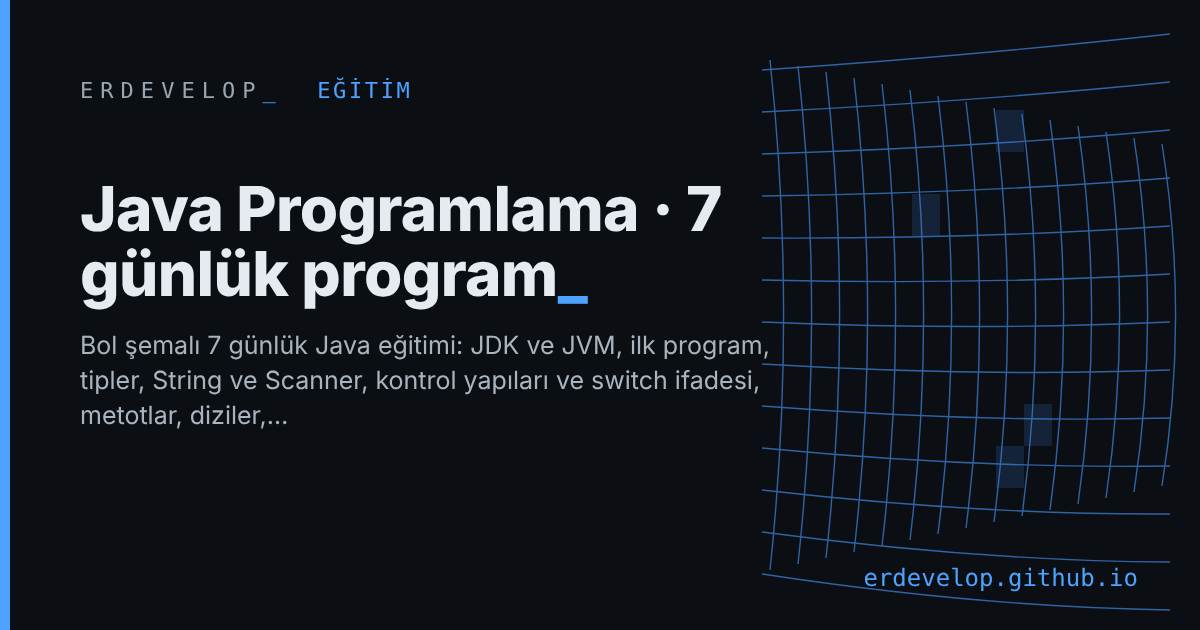 ERDEVELOP_ EĞİTİM
Java Programlama · 7
günlük program_
Bol şemalı 7 günlük Java eğitimi: JDK ve JVM, ilk program,
tipler, String ve Scanner, kontrol yapıları ve switch ifadesi,
metotlar, diziler,...
erdevelop.github.io